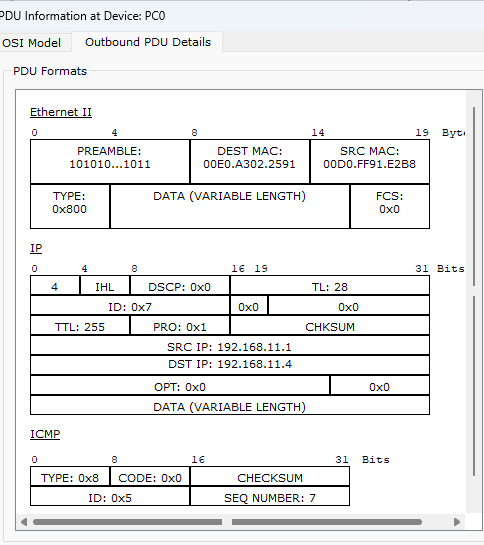 PDU Information at Device: PC0
OSI Model Outbound PDU Details
PDU Formats
Ethernet II
0 4 8 14 19 Byte
PREAMBLE: 101010...1011 DEST MAC: 00E0.A302.2591 SRC MAC: 00D0.FF91.E2B8
TYPE: 0x800 DATA (VARIABLE LENGTH) FCS: 0x0
IP
0 4 8 16 19 31 Bits
4 IHL DSCP: 0x0 TL: 28
ID: 0x7 0x0 0x0
TTL: 255 PRO: 0x1 CHKSUM
SRC IP: 192.168.11.1
DST IP: 192.168.11.4
OPT: 0x0 0x0
DATA (VARIABLE LENGTH)
ICMP
0 8 16 31 Bits
TYPE: 0x8 CODE: 0x0 CHECKSUM
ID: 0x5 SEQ NUMBER: 7